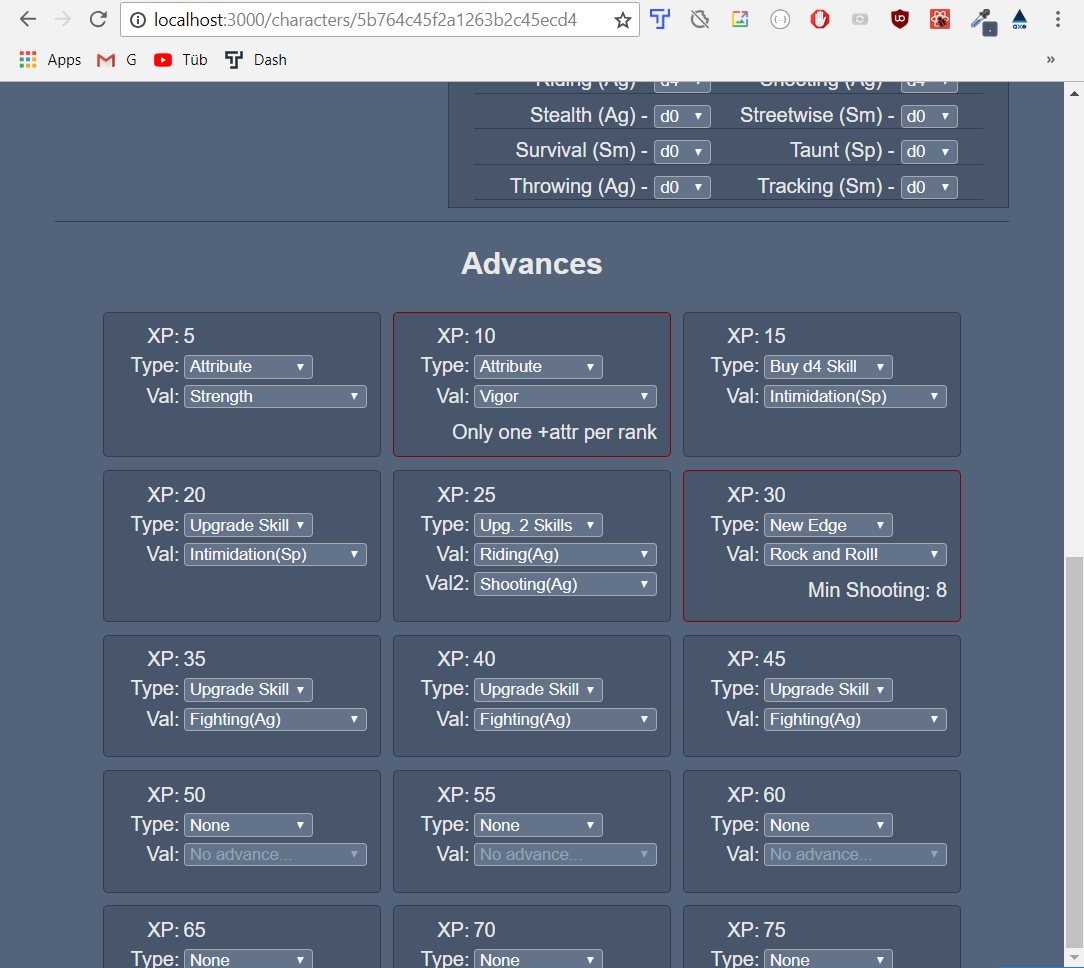 localhost:3000/characters/5b764c45f2a1263b2c45ecd4
Apps G Tüb Dash »
Riding (Ag) - d4 Shooting (Ag) - d4
Stealth (Ag) - d0 Streetwise (Sm) - d0
Survival (Sm) - d0 Taunt (Sp) - d0
Throwing (Ag) - d0 Tracking (Sm) - d0
Advances
XP: 5 XP: 10 XP: 15
Type: Attribute Type: Attribute Type: Buy d4 Skill
Val: Strength Val: Vigor Val: Intimidation(Sp)
Only one +attr per rank
XP: 20 XP: 25 XP: 30
Type: Upgrade Skill Type: Upg. 2 Skills Type: New Edge
Val: Intimidation(Sp) Val: Riding(Ag) Val: Rock and Roll!
Val2: Shooting(Ag) Min Shooting: 8
XP: 35 XP: 40 XP: 45
Type: Upgrade Skill Type: Upgrade Skill Type: Upgrade Skill
Val: Fighting(Ag) Val: Fighting(Ag) Val: Fighting(Ag)
XP: 50 XP: 55 XP: 60
Type: None Type: None Type: None
Val: No advance... Val: No advance... Val: No advance...
XP: 65 XP: 70 XP: 75
Type: None Type: None Type: None